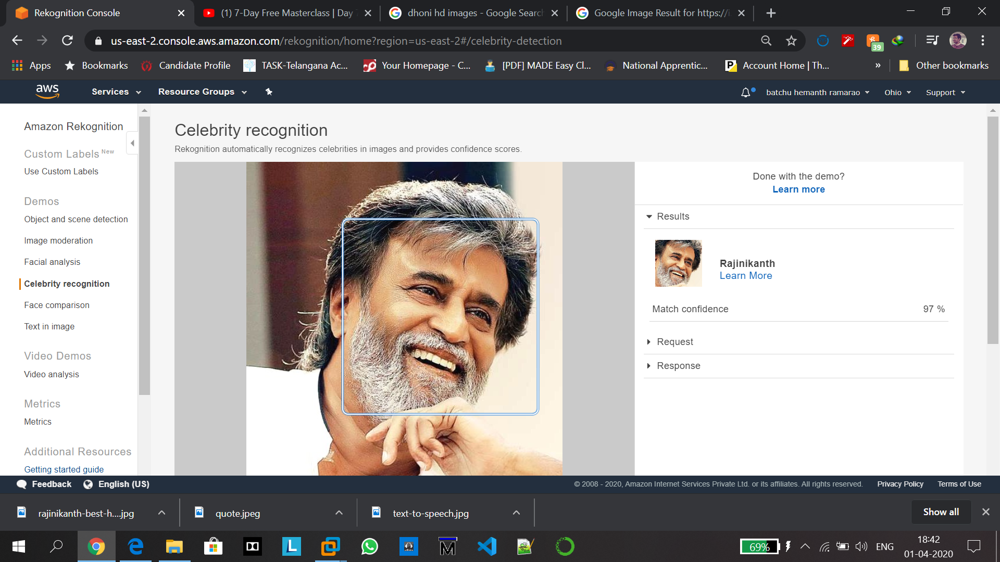 Rekognition Console
(1) 7-Day Free Masterclass | Day
dhoni hd images - Google Search
Google Image Result for https://i
us-east-2.console.aws.amazon.com/rekognition/home?region=us-east-2#/celebrity-detection
39
Apps
Bookmarks
Candidate Profile
TASK-Telangana Ac...
Your Homepage - C...
[PDF] MADE Easy Cl...
National Apprentic...
Account Home | Th...
»
Other bookmarks
aws
Services
Resource Groups
batchu hemanth ramarao
Ohio
Support
Amazon Rekognition
Custom Labels New
Use Custom Labels
Demos
Object and scene detection
Image moderation
Facial analysis
Celebrity recognition
Face comparison
Text in image
Video Demos
Video analysis
Metrics
Metrics
Additional Resources
Getting started guide
Celebrity recognition
Rekognition automatically recognizes celebrities in images and provides confidence scores.
Done with the demo?
Learn more
Results
Rajinikanth
Learn More
Match confidence 97 %
Request
Response
Feedback
English (US)
© 2008 - 2020, Amazon Internet Services Private Ltd. or its affiliates. All rights reserved.
Privacy Policy
Terms of Use
rajinikanth-best-h....jpg
quote.jpeg
text-to-speech.jpg
Show all
69%
ENG
18:42
01-04-2020